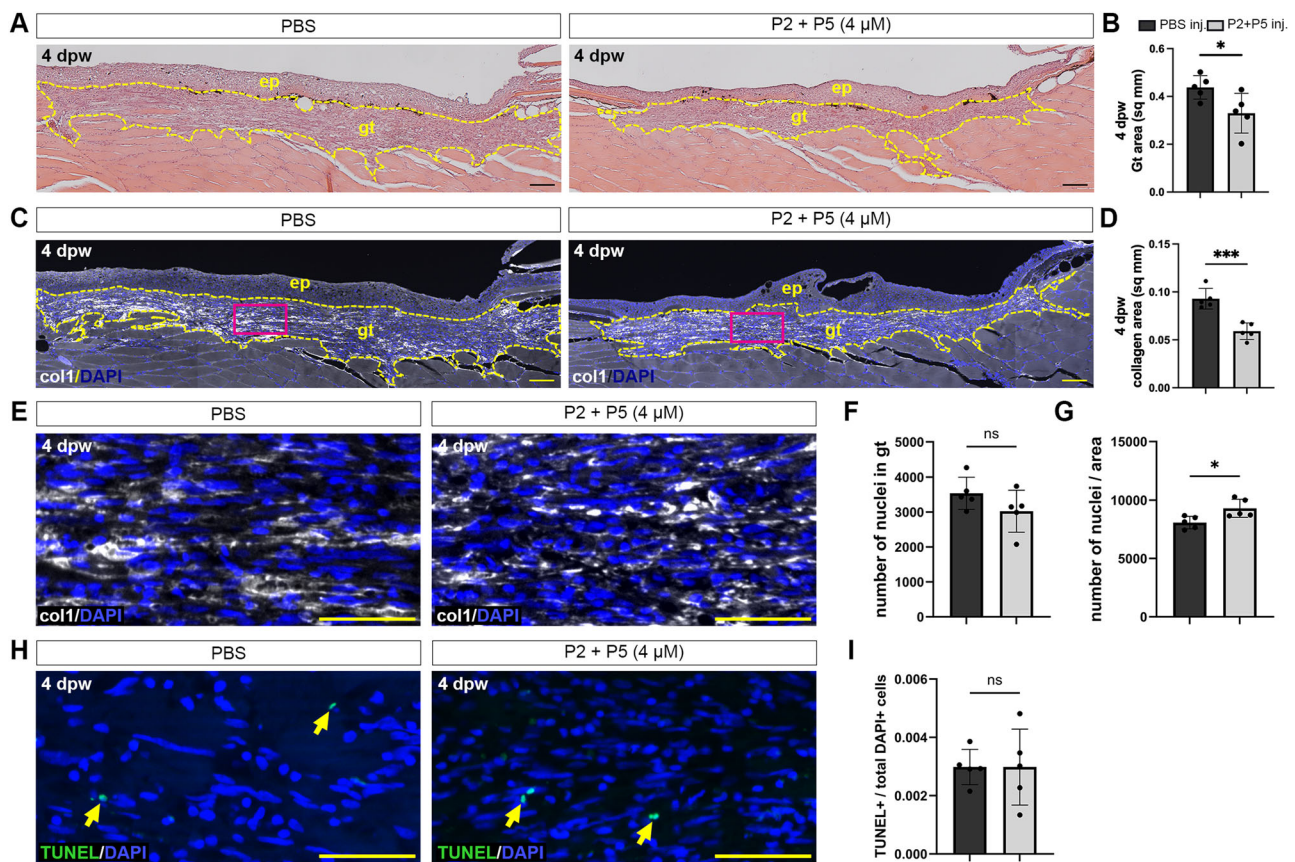 A
PBS
P2 + P5 (4 µM)
4 dpw
ep
gt
4 dpw
ep
gt
B
PBS inj.
P2+P5 inj.
4 dpw
Gt area (sq mm)
0.6
0.4
0.2
0.0
*
C
PBS
P2 + P5 (4 µM)
4 dpw
ep
gt
col1/DAPI
4 dpw
ep
gt
col1/DAPI
D
4 dpw
collagen area (sq mm)
0.15
0.10
0.05
0.00
***
E
PBS
P2 + P5 (4 µM)
4 dpw
col1/DAPI
4 dpw
col1/DAPI
F
number of nuclei in gt
5000
4000
3000
2000
1000
0
ns
G
number of nuclei / area
15000
10000
5000
0
*
H
PBS
P2 + P5 (4 µM)
4 dpw
TUNEL/DAPI
4 dpw
TUNEL/DAPI
I
TUNEL+ / total DAPI+ cells
0.006
0.004
0.002
0.000
ns